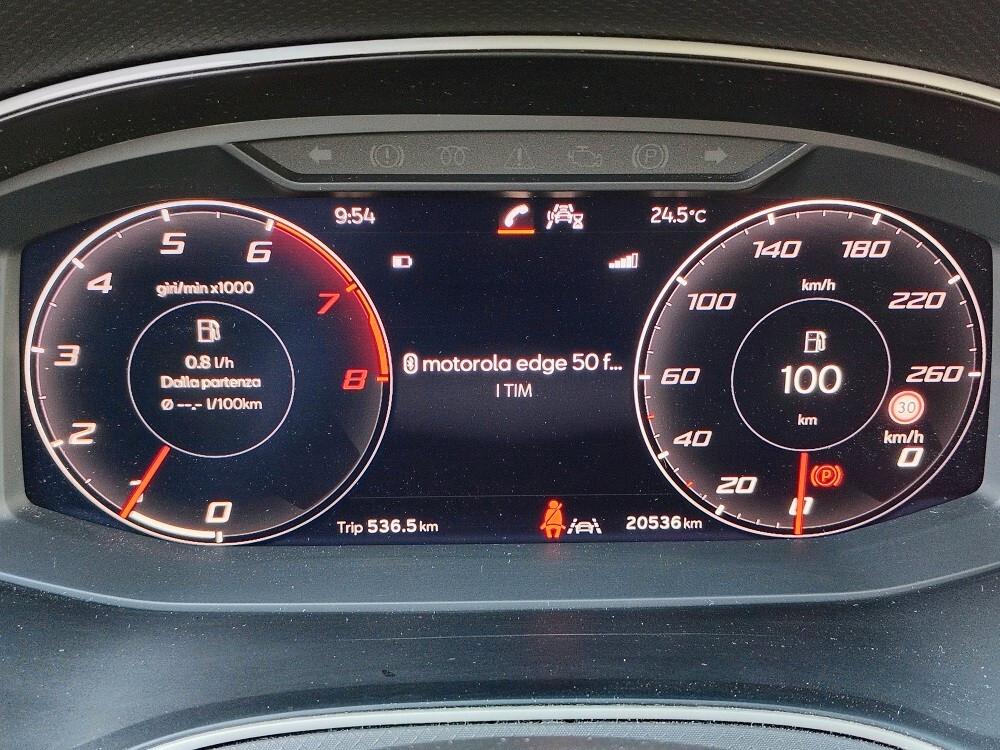 9:54
24.5°C
5
6
4
7
3
8
2
1
0
giri/min x1000
0.8 l/h
Dalla partenza
Ø --.- l/100km
motorola edge 50 f...
I TIM
Trip 536.5 km
20536 km
140
180
100
220
60
260
40
20
0
km/h
100
km
30
km/h
0
P
P